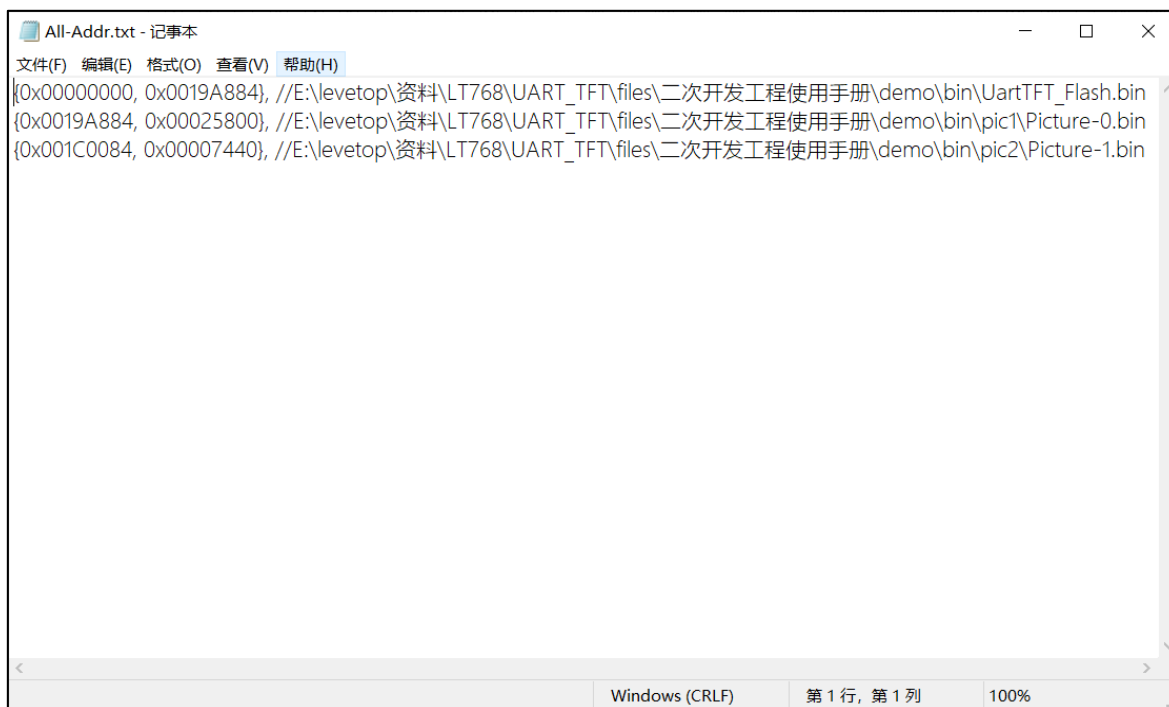 All-Addr.txt - 记事本
文件(F) 编辑(E) 格式(O) 查看(V) 帮助(H)
{0x00000000, 0x0019A884}, //E:\levetop\资料\LT768\UART_TFT\files\二次开发工程使用手册\demo\bin\UartTFT_Flash.bin
{0x0019A884, 0x00025800}, //E:\levetop\资料\LT768\UART_TFT\files\二次开发工程使用手册\demo\bin\pic1\Picture-0.bin
{0x001C0084, 0x00007440}, //E:\levetop\资料\LT768\UART_TFT\files\二次开发工程使用手册\demo\bin\pic2\Picture-1.bin
Windows (CRLF) 第 1 行, 第 1 列 100%